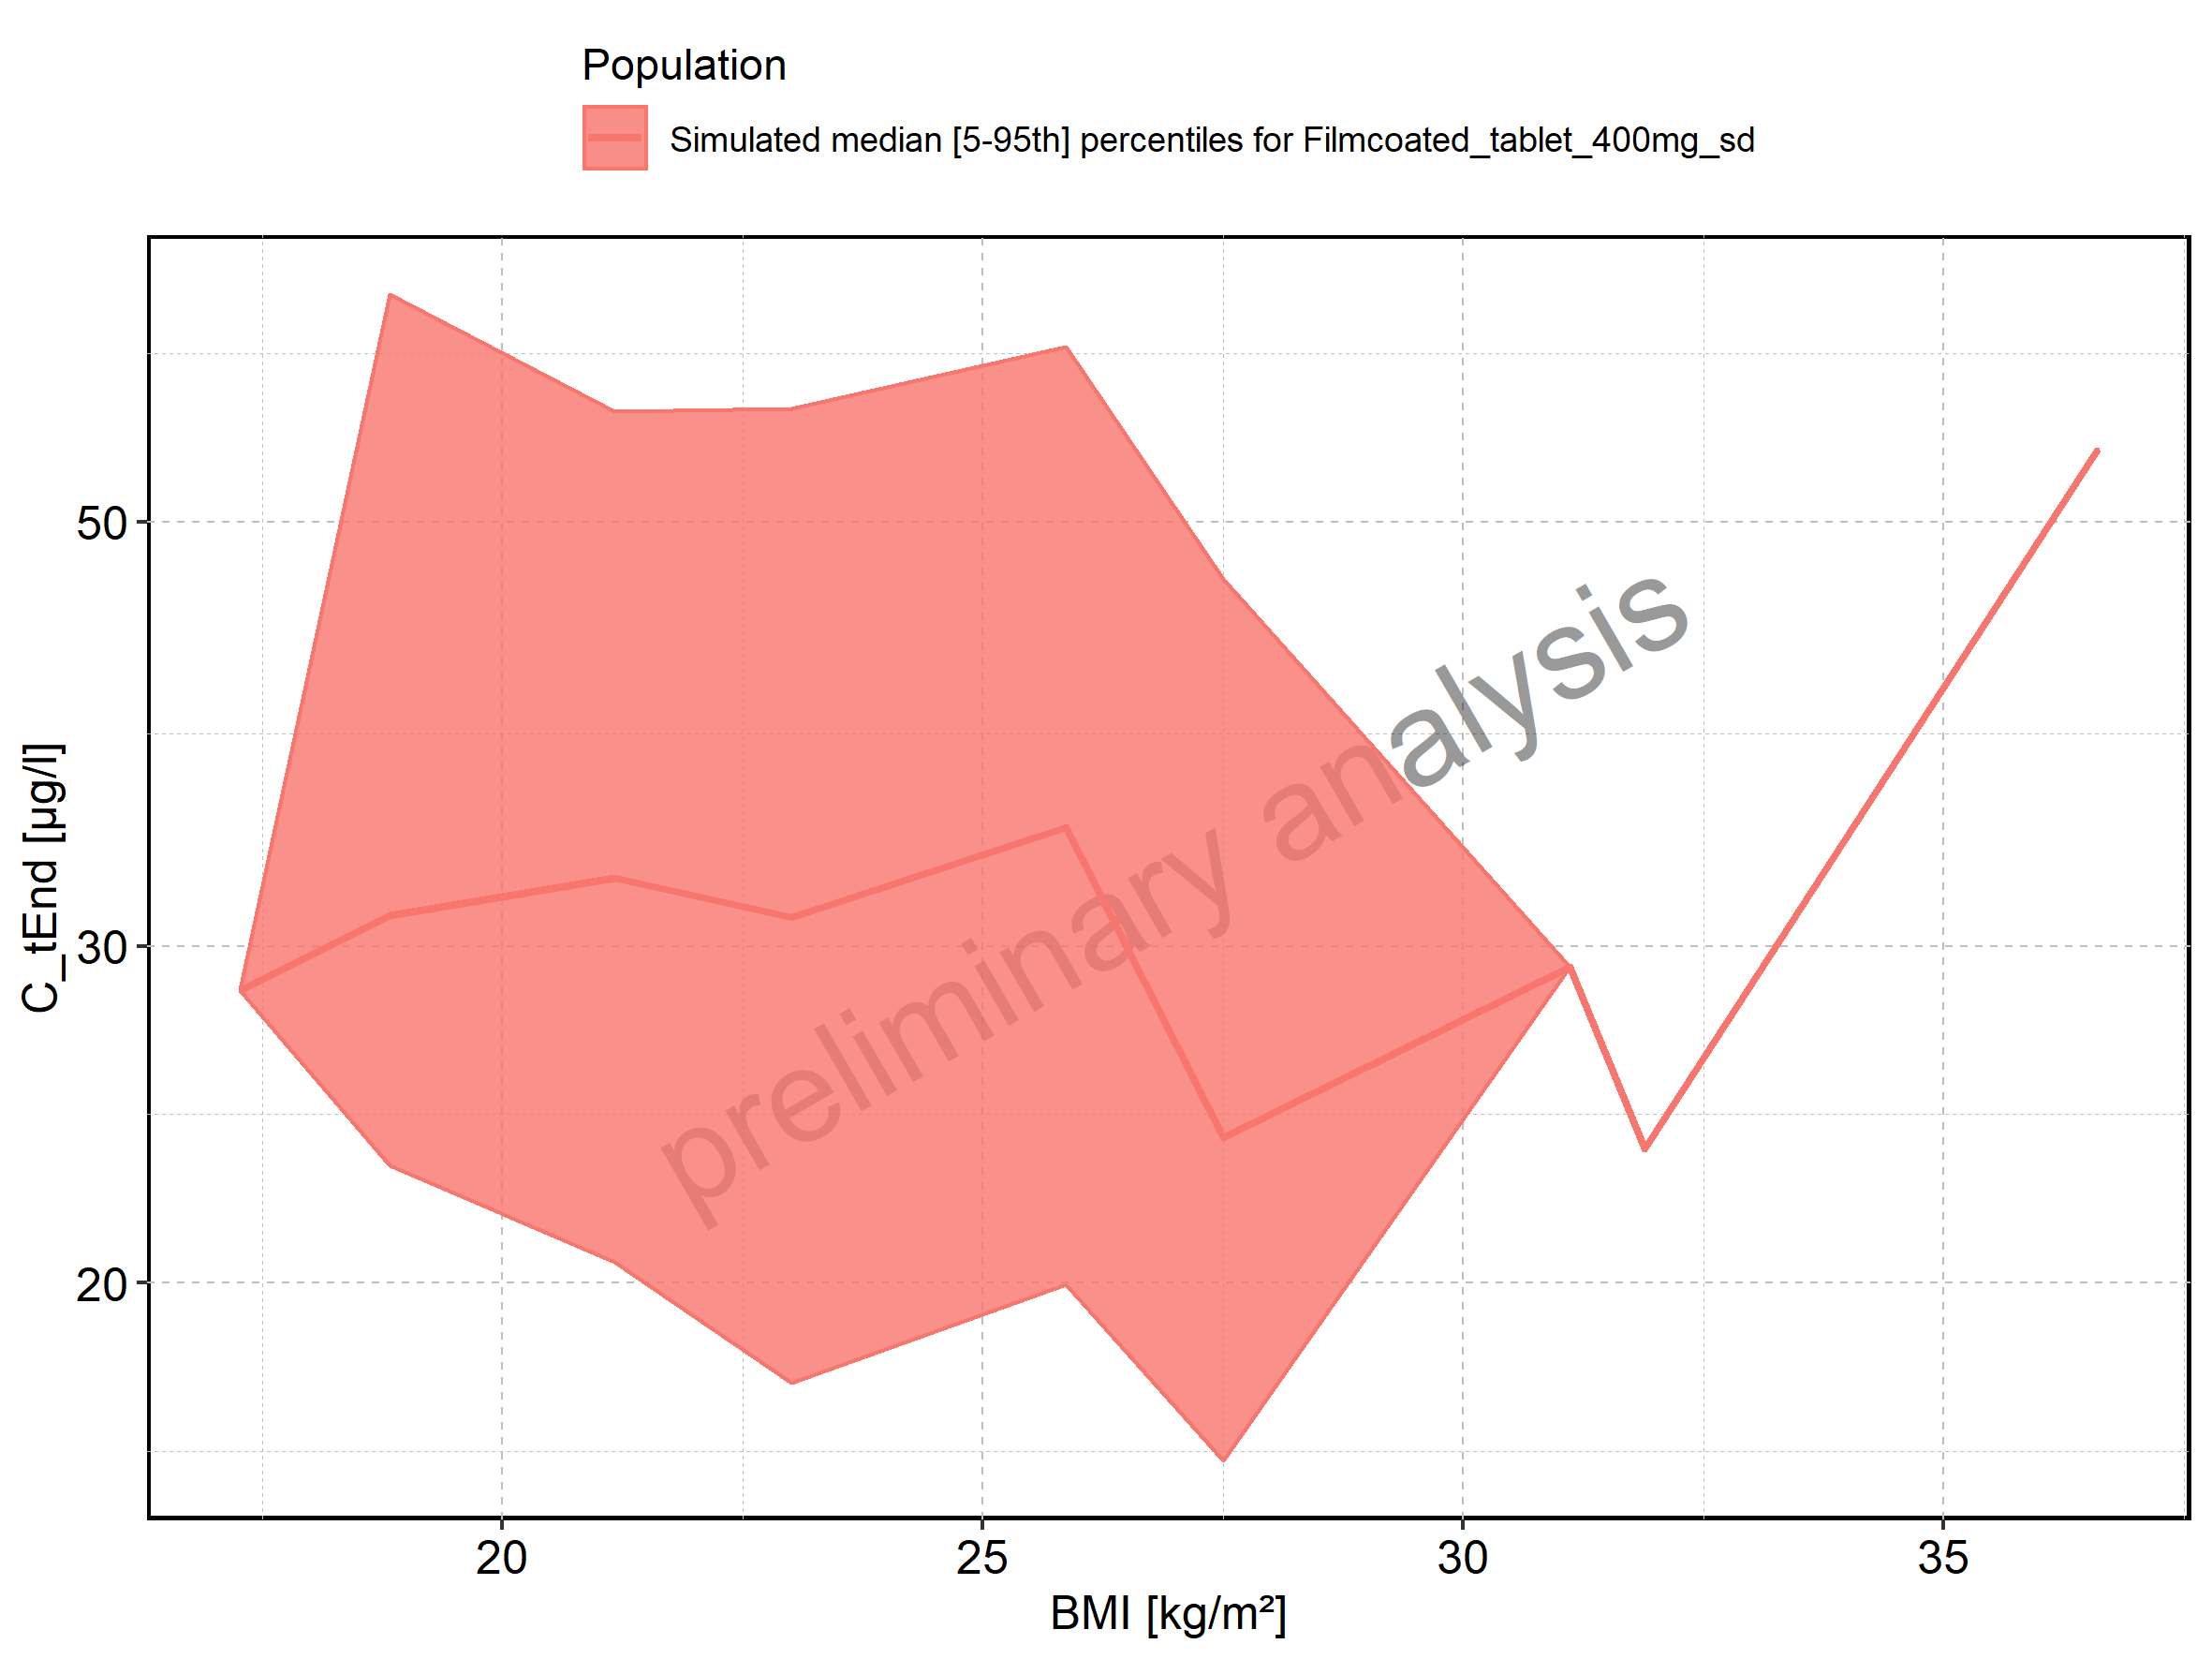 Population
Simulated median [5-95th] percentiles for Filmcoated_tablet_400mg_sd
C_tEnd [µg/l]
50
30
20
preliminary analysis
20 25 30 35
BMI [kg/m²]